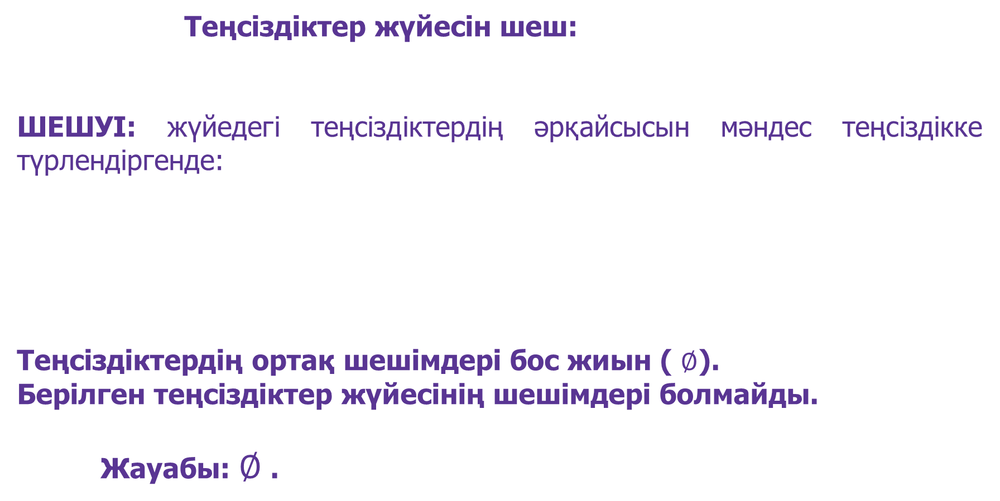 Теңсіздіктер жүйесін шеш:
ШЕШУІ: жүйедегі теңсіздіктердің әрқайсысын мәндес теңсіздікке
түрлендіргенде:
Теңсіздіктердің ортақ шешімдері бос жиын ( ∅).
Берілген теңсіздіктер жүйесінің шешімдері болмайды.
Жауабы: ∅ .